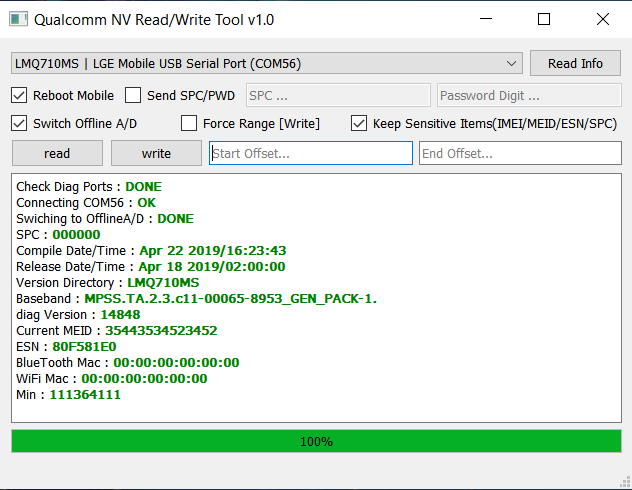 Qualcomm NV Read/Write Tool v1.0
LMQ710MS | LGE Mobile USB Serial Port (COM56)
Read Info
Reboot Mobile
Send SPC/PWD
SPC ...
Password Digit ...
Switch Offline A/D
Force Range [Write]
Keep Sensitive Items(IMEI/MEID/ESN/SPC)
read
write
Start Offset...
End Offset...
Check Diag Ports : DONE
Connecting COM56 : OK
Swiching to OfflineA/D : DONE
SPC : 000000
Compile Date/Time : Apr 22 2019/16:23:43
Release Date/Time : Apr 18 2019/02:00:00
Version Directory : LMQ710MS
Baseband : MPSS.TA.2.3.c11-00065-8953_GEN_PACK-1.
diag Version : 14848
Current MEID : 35443534523452
ESN : 80F581E0
BlueTooth Mac : 00:00:00:00:00:00
WiFi Mac : 00:00:00:00:00:00
Min : 111364111
100%